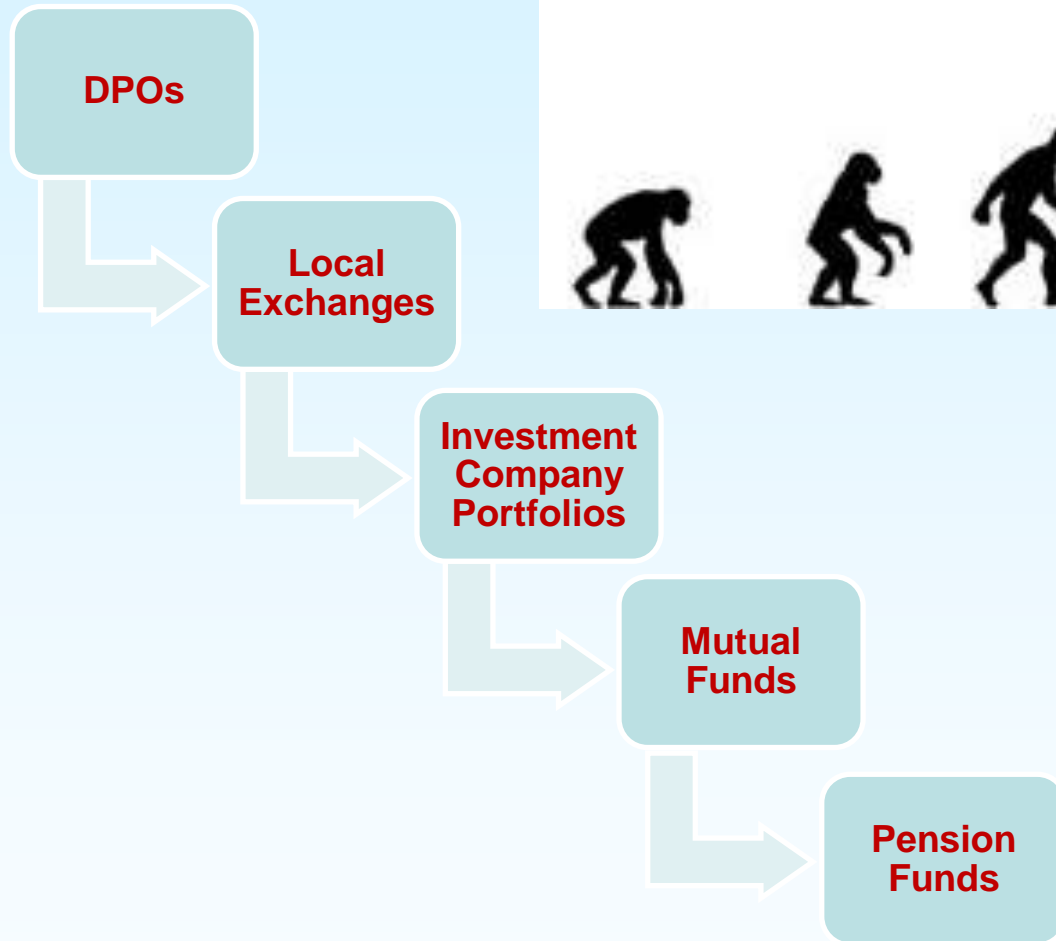 DPOs
Local
Exchanges
Investment
Company
Portfolios
Mutual
Funds
Pension
Funds